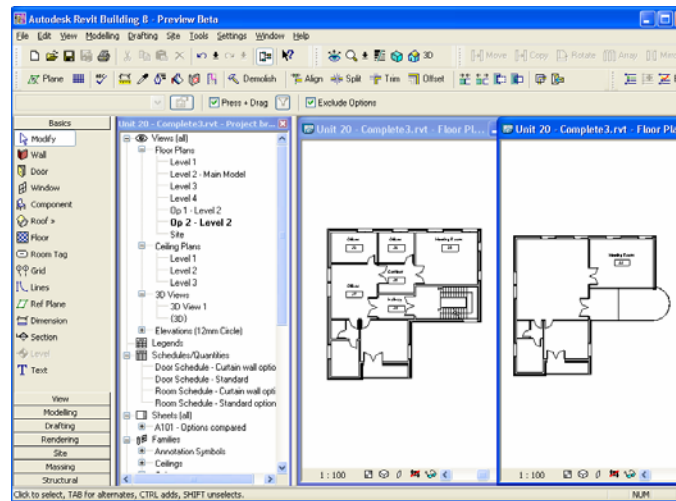 Autodesk Revit Building 8 - Preview Beta
File Edit View Modelling Drafting Site Tools Settings Window Help
3D Move Copy Rotate Array
Plane Demolish Align Split Trim Offset
Press + Drag Exclude Options
Basics
Modify
Wall
Door
Window
Component
Roof »
Floor
Room Tag
Grid
Lines
Ref Plane
Dimension
Section
Level
Text
View
Modelling
Drafting
Rendering
Site
Massing
Structural
Unit 20 - Complete3.rvt - Project br...
Views (all)
Floor Plans
Level 1
Level 2 - Main Model
Level 3
Level 4
Op 1 - Level 2
Op 2 - Level 2
Site
Ceiling Plans
Level 1
Level 2
Level 3
3D Views
3D View 1
{3D}
Elevations (12mm Circle)
Legends
Schedules/Quantities
Door Schedule - Curtain wall optio
Door Schedule - Standard
Room Schedule - Curtain wall opti
Room Schedule - Standard option
Sheets (all)
A101 - Options compared
Families
Annotation Symbols
Ceilings
Unit 20 - Complete3.rvt - Floor Pl...
Office Office Meeting Room
Office
1 : 100
Unit 20 - Complete3.rvt - Floor Pla
Meeting Room
1 : 100
Click to select, TAB for alternates, CTRL adds, SHIFT unselects.
NUM